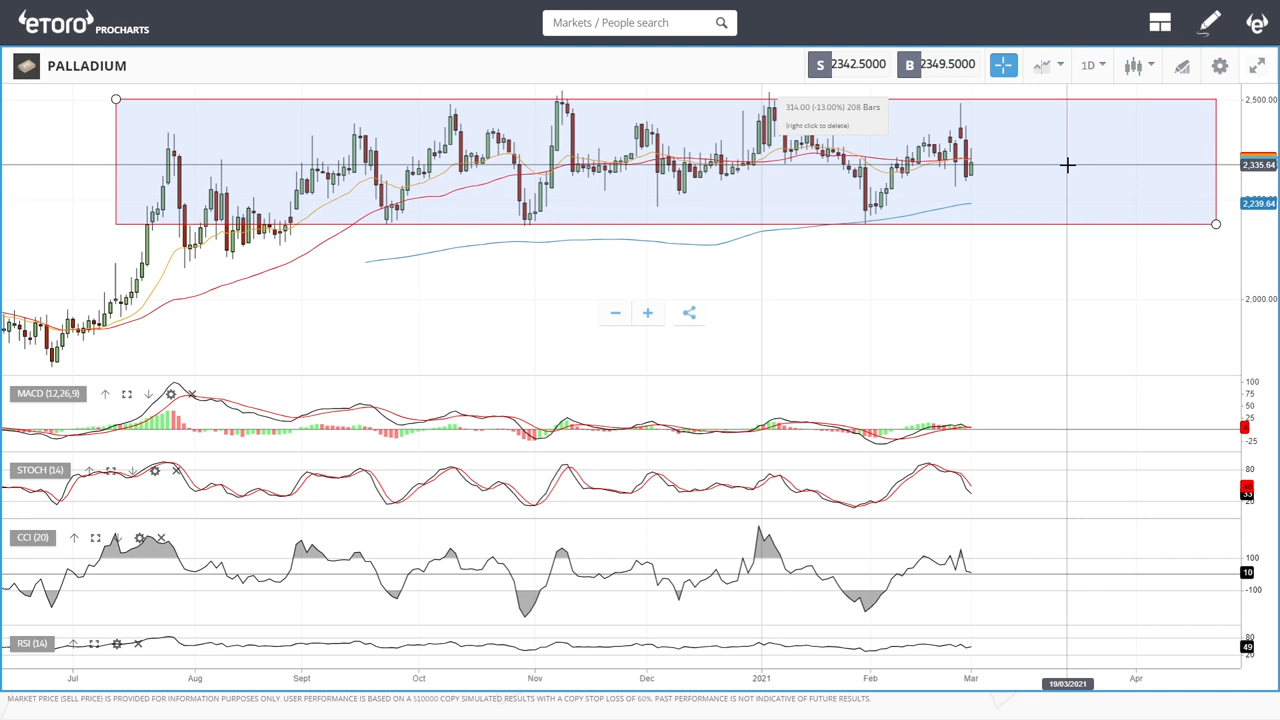 eTORO PROCHARTS
Markets / People search
PALLADIUM
S 2342.5000
B 2349.5000
1D
314.00 (-13.00%) 208 Bars
(right click to delete)
2,500.00
2,335.64
2,239.64
2,000.00
MACD (12,26,9)
100
75
50
25
-25
STOCH (14)
80
33
20
CCI (20)
100
10
-100
RSI (14)
80
49
20
Jul Aug Sept Oct Nov Dec 2021 Feb Mar 19/03/2021 Apr
MARKET PRICE (SELL PRICE) IS PROVIDED FOR INFORMATION PURPOSES ONLY. USER PERFORMANCE IS BASED ON A $10000 COPY SIMULATED RESULTS WITH A COPY STOP LOSS OF 60%. PAST PERFORMANCE IS NOT INDICATIVE OF FUTURE RESULTS.